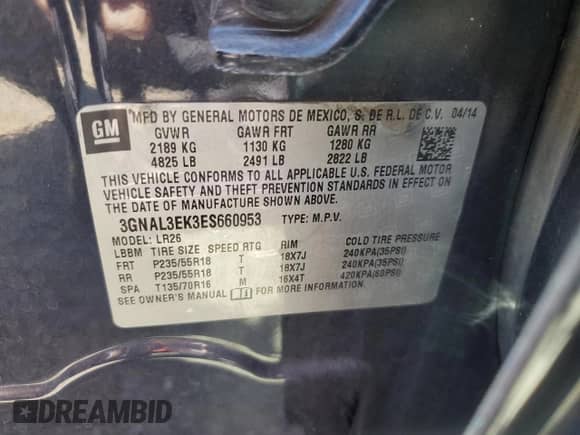 GM
MFD BY GENERAL MOTORS DE MEXICO, S. DE R.L. DE C.V. 04/14
GVWR GAWR FRT GAWR RR
2189 KG 1130 KG 1280 KG
4825 LB 2491 LB 2822 LB
THIS VEHICLE CONFORMS TO ALL APPLICABLE U.S. FEDERAL MOTOR
VEHICLE SAFETY AND THEFT PREVENTION STANDARDS IN EFFECT ON
THE DATE OF MANUFACTURE SHOWN ABOVE.
3GNAL3EK3ES660953 TYPE: M.P.V.
MODEL: LR26
LBBM TIRE SIZE SPEED RTG RIM COLD TIRE PRESSURE
FRT P235/55R18 T 18X7J 240KPA(35PSI)
RR P235/55R18 T 18X7J 240KPA(35PSI)
SPA T135/70R16 M 16X4T 420KPA(60PSI)
SEE OWNER'S MANUAL i FOR MORE INFORMATION.
DREAMBID